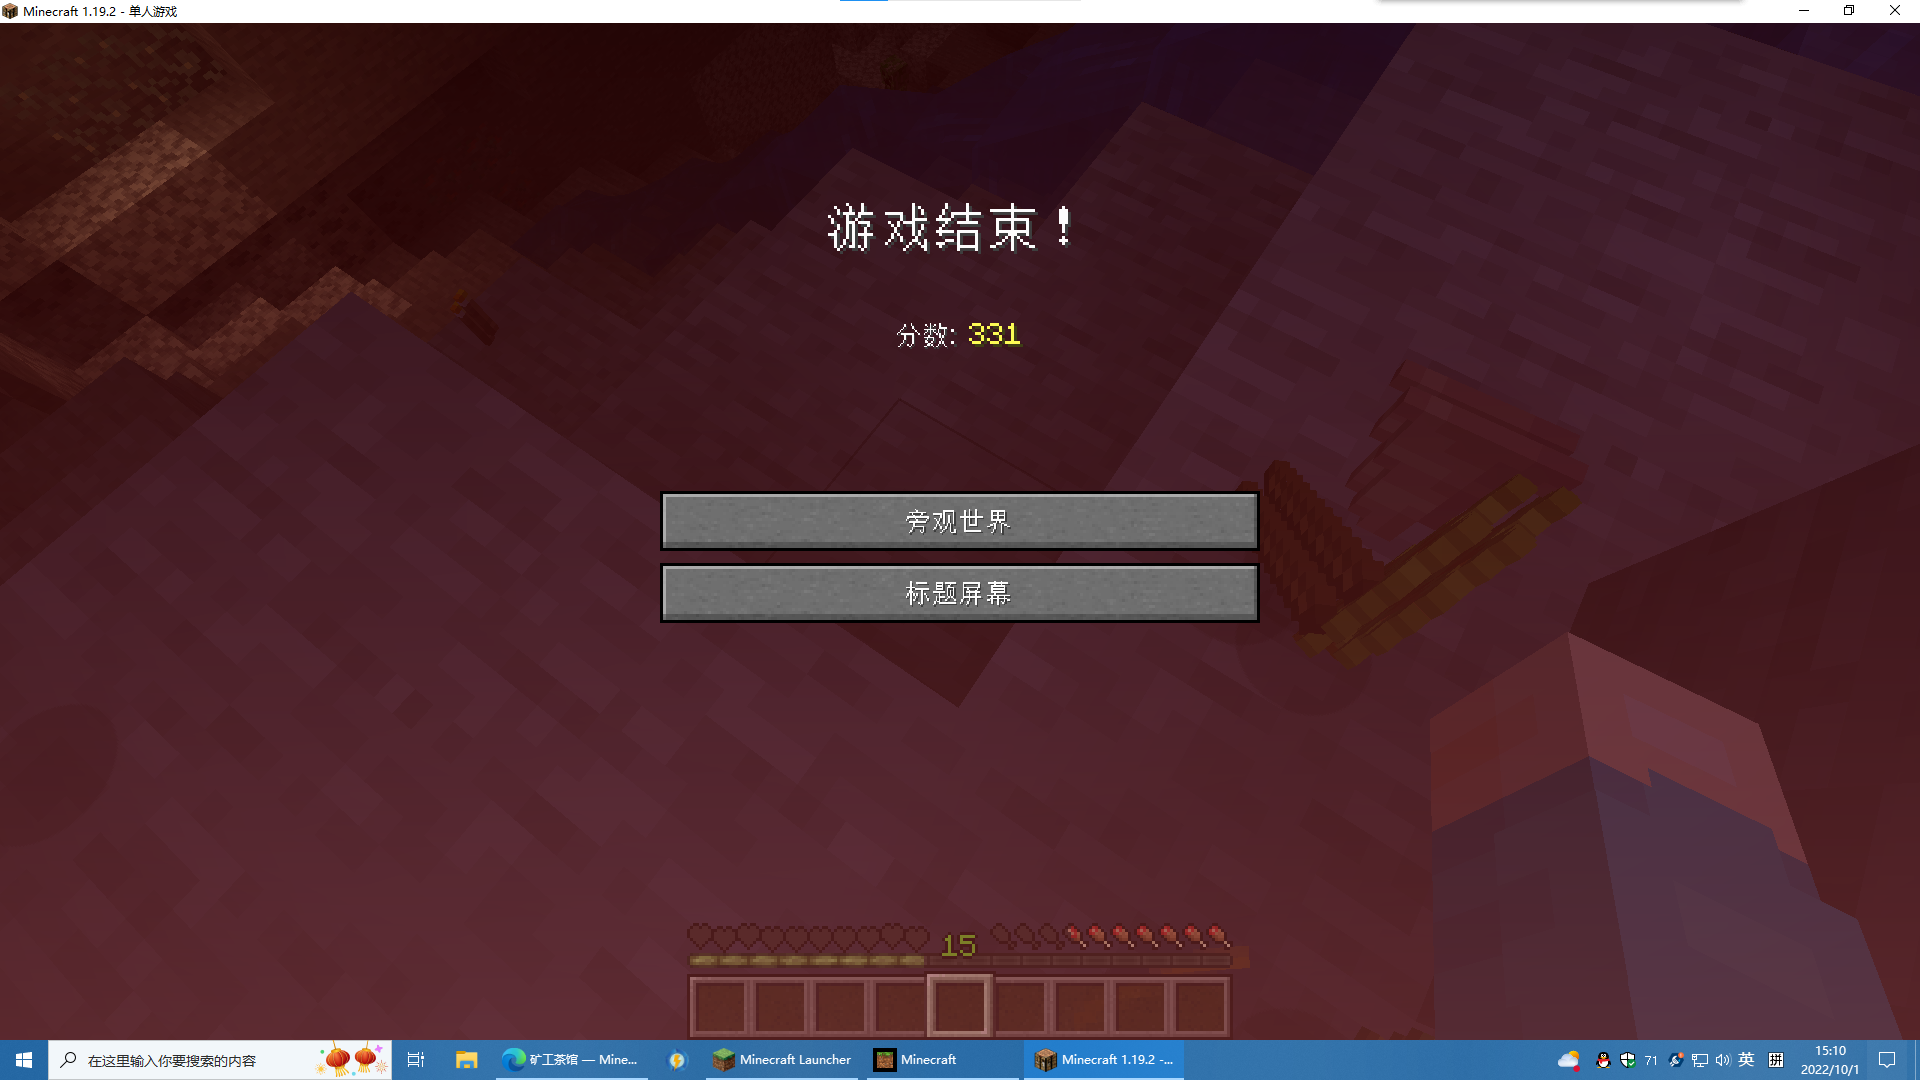 Minecraft 1.19.2 - 单人游戏
游戏结束！
分数: 331
旁观世界
标题屏幕
15
在这里输入你要搜索的内容
矿工茶馆 — Mine...
Minecraft Launcher
Minecraft
Minecraft 1.19.2 -...
71
英
拼
15:10
2022/10/1